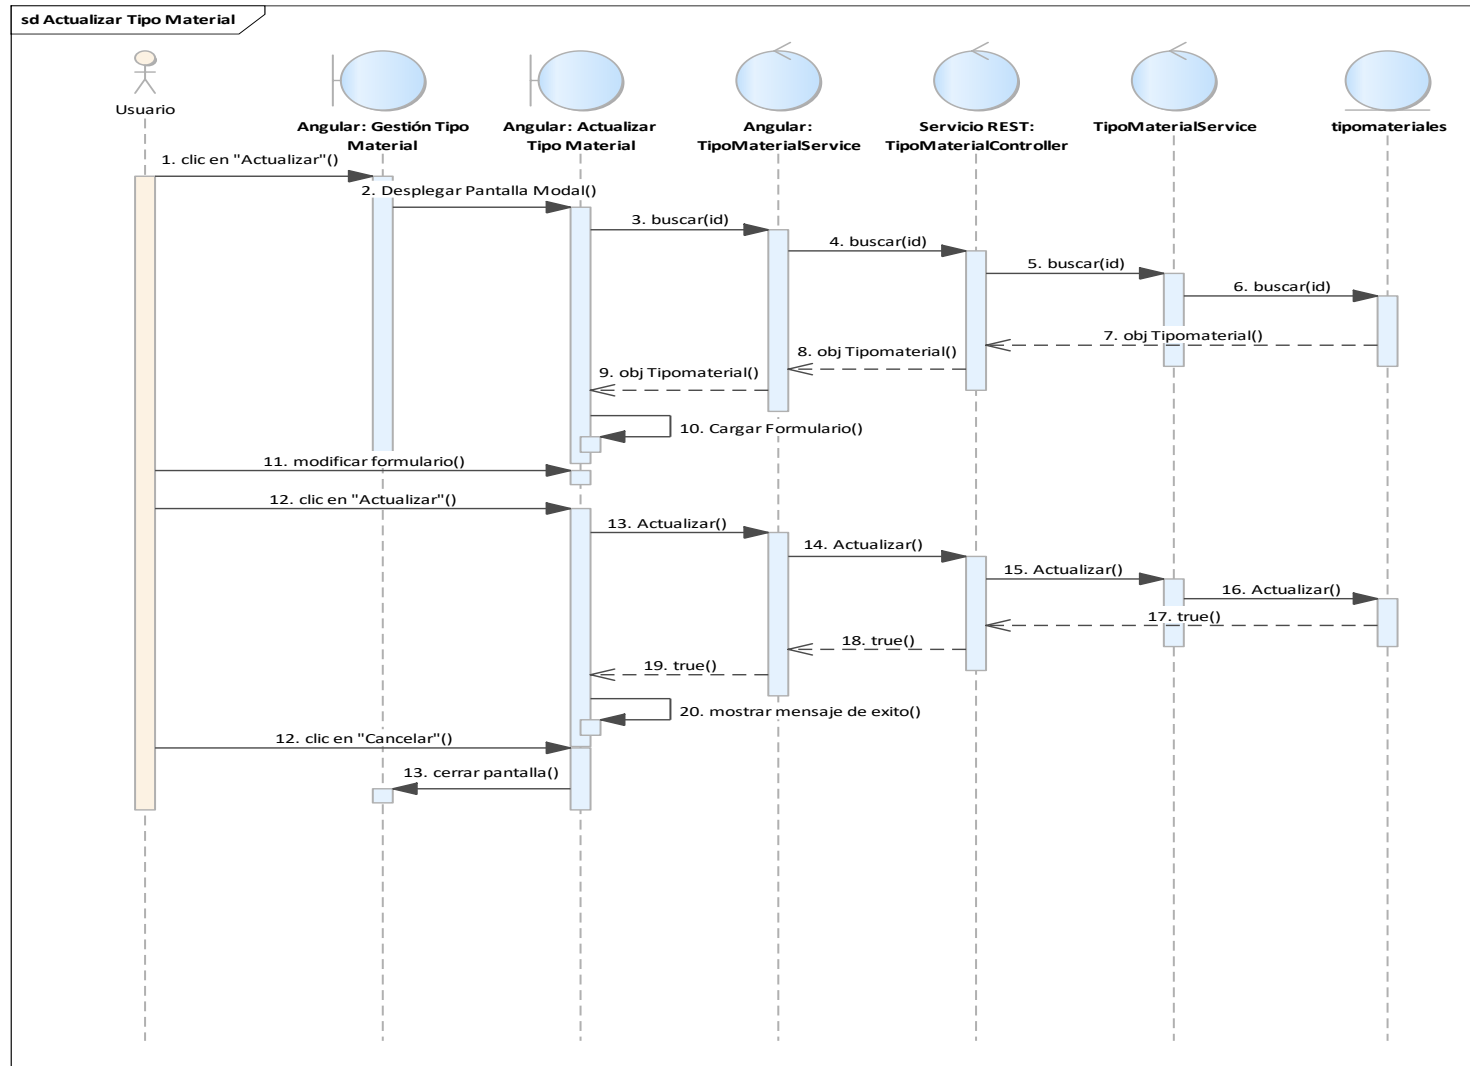 sd Actualizar Tipo Material
Usuario
Angular: Gestión Tipo
Material
Angular: Actualizar
Tipo Material
Angular:
TipoMaterialService
Servicio REST:
TipoMaterialController
TipoMaterialService
tipomateriales
1. clic en "Actualizar"()
2. Desplegar Pantalla Modal()
3. buscar(id)
4. buscar(id)
5. buscar(id)
6. buscar(id)
7. obj Tipomaterial()
8. obj Tipomaterial()
9. obj Tipomaterial()
10. Cargar Formulario()
11. modificar formulario()
12. clic en "Actualizar"()
13. Actualizar()
14. Actualizar()
15. Actualizar()
16. Actualizar()
17. true()
18. true()
19. true()
20. mostrar mensaje de exito()
12. clic en "Cancelar"()
13. cerrar pantalla()